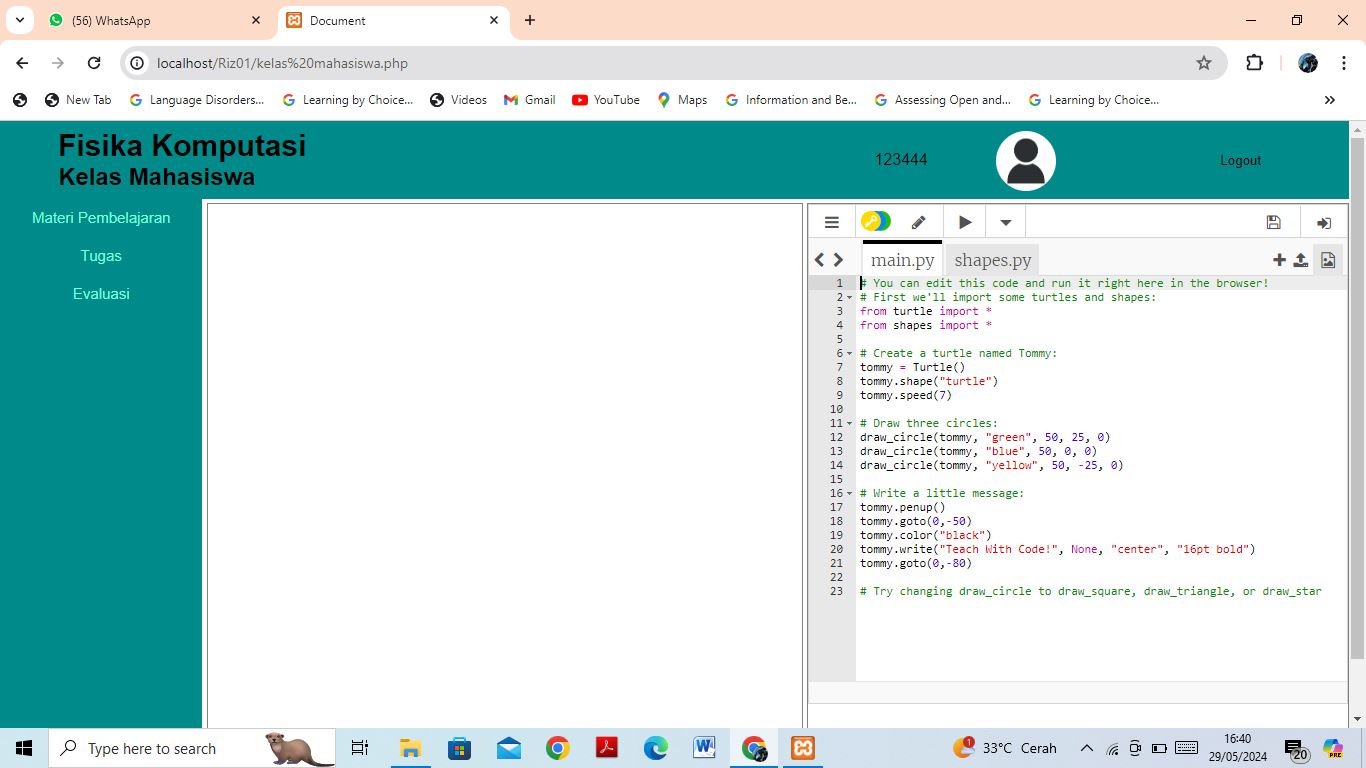 (56) WhatsApp
Document
localhost/Riz01/kelas%20mahasiswa.php
New Tab
Language Disorders...
Learning by Choice...
Videos
Gmail
YouTube
Maps
Information and Be...
Assessing Open and...
Learning by Choice...
Fisika Komputasi
Kelas Mahasiswa
123444
Logout
Materi Pembelajaran
Tugas
Evaluasi
main.py
shapes.py
1 # You can edit this code and run it right here in the browser!
2 # First we'll import some turtles and shapes:
3 from turtle import *
4 from shapes import *
5
6 # Create a turtle named Tommy:
7 tommy = Turtle()
8 tommy.shape("turtle")
9 tommy.speed(7)
10
11 # Draw three circles:
12 draw_circle(tommy, "green", 50, 25, 0)
13 draw_circle(tommy, "blue", 50, 0, 0)
14 draw_circle(tommy, "yellow", 50, -25, 0)
15
16 # Write a little message:
17 tommy.penup()
18 tommy.goto(0,-50)
19 tommy.color("black")
20 tommy.write("Teach With Code!", None, "center", "16pt bold")
21 tommy.goto(0,-80)
22
23 # Try changing draw_circle to draw_square, draw_triangle, or draw_star
Type here to search
1
33°C Cerah
16:40
29/05/2024
20
PRE